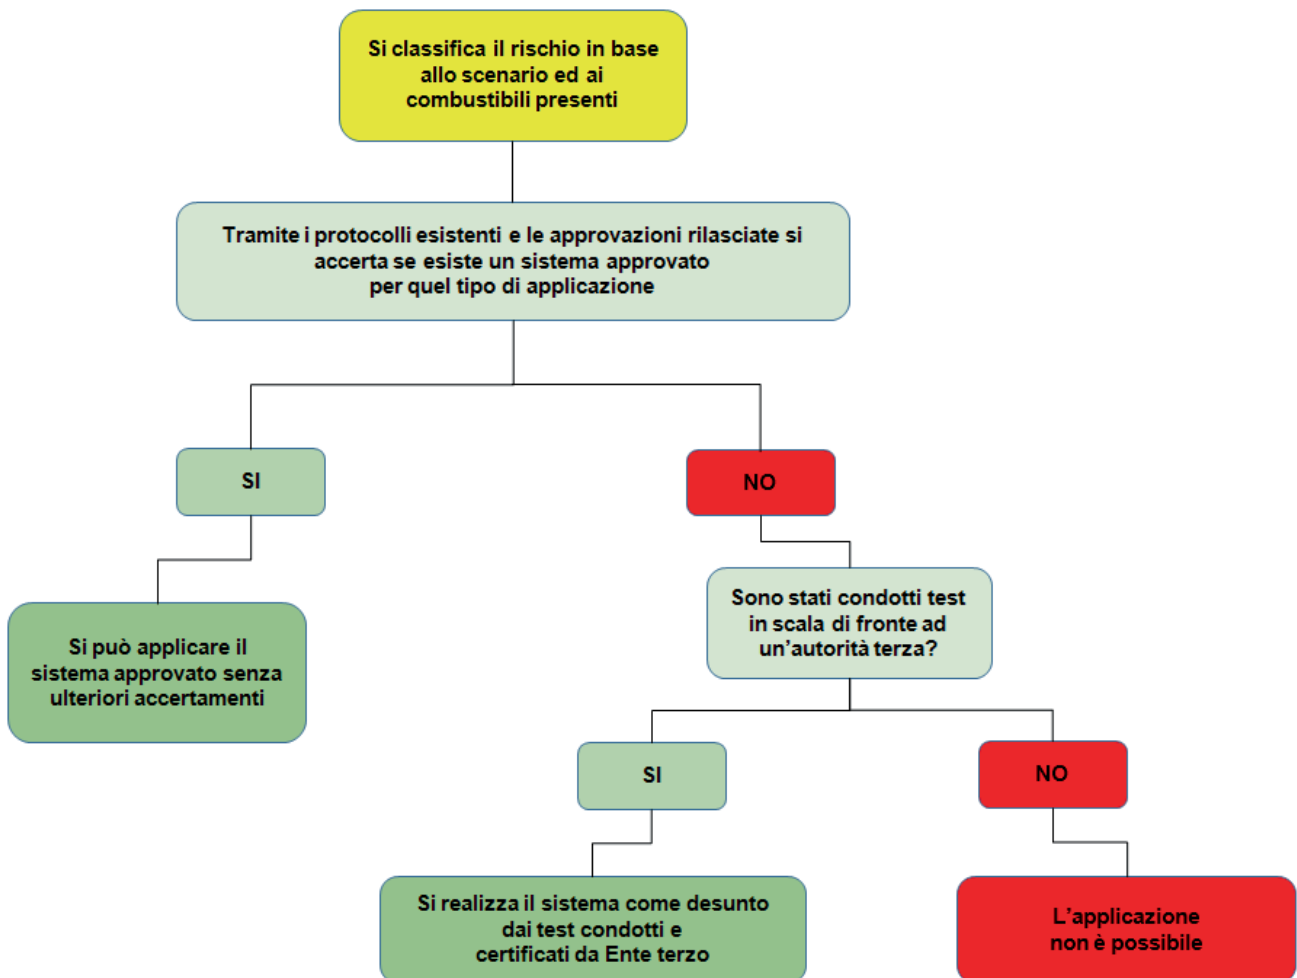 Si classifica il rischio in base
allo scenario ed ai
combustibili presenti
Tramite i protocolli esistenti e le approvazioni rilasciate si
accerta se esiste un sistema approvato
per quel tipo di applicazione
SI
NO
Si può applicare il
sistema approvato senza
ulteriori accertamenti
Sono stati condotti test
in scala di fronte ad
un'autorità terza?
SI
NO
Si realizza il sistema come desunto
dai test condotti e
certificati da Ente terzo
L'applicazione
non è possibile